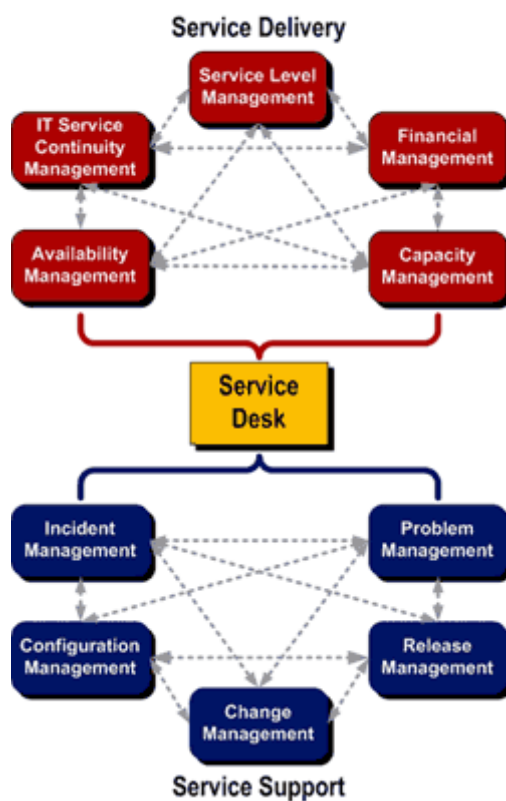 Service Delivery
Service Level
Management
IT Service
Continuity
Management
Financial
Management
Availability
Management
Capacity
Management
Service
Desk
Incident
Management
Problem
Management
Configuration
Management
Release
Management
Change
Management
Service Support